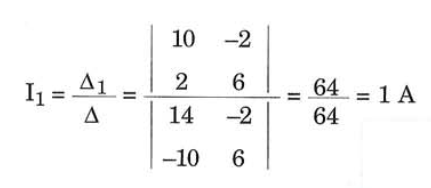 I₁ = Δ₁/Δ = | 10 –2 | / | 14 –2 | = 64/64 = 1 A
| 2 6 | / | –10 6 |